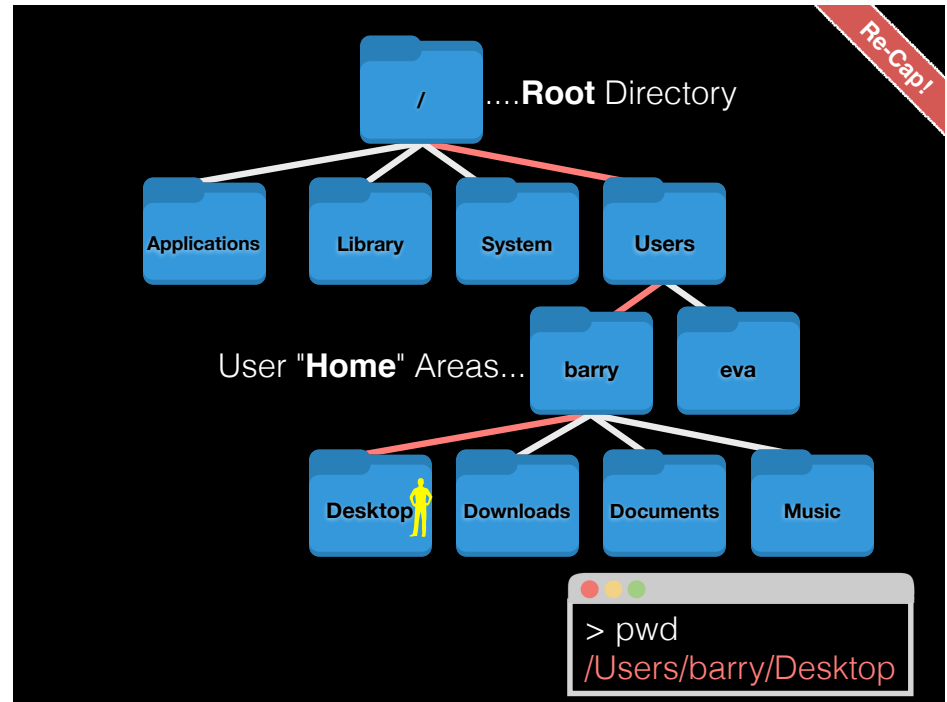 Re-Cap!
/
....Root Directory
Applications
Library
System
Users
User "Home" Areas...
barry
eva
Desktop
Downloads
Documents
Music
> pwd
/Users/barry/Desktop